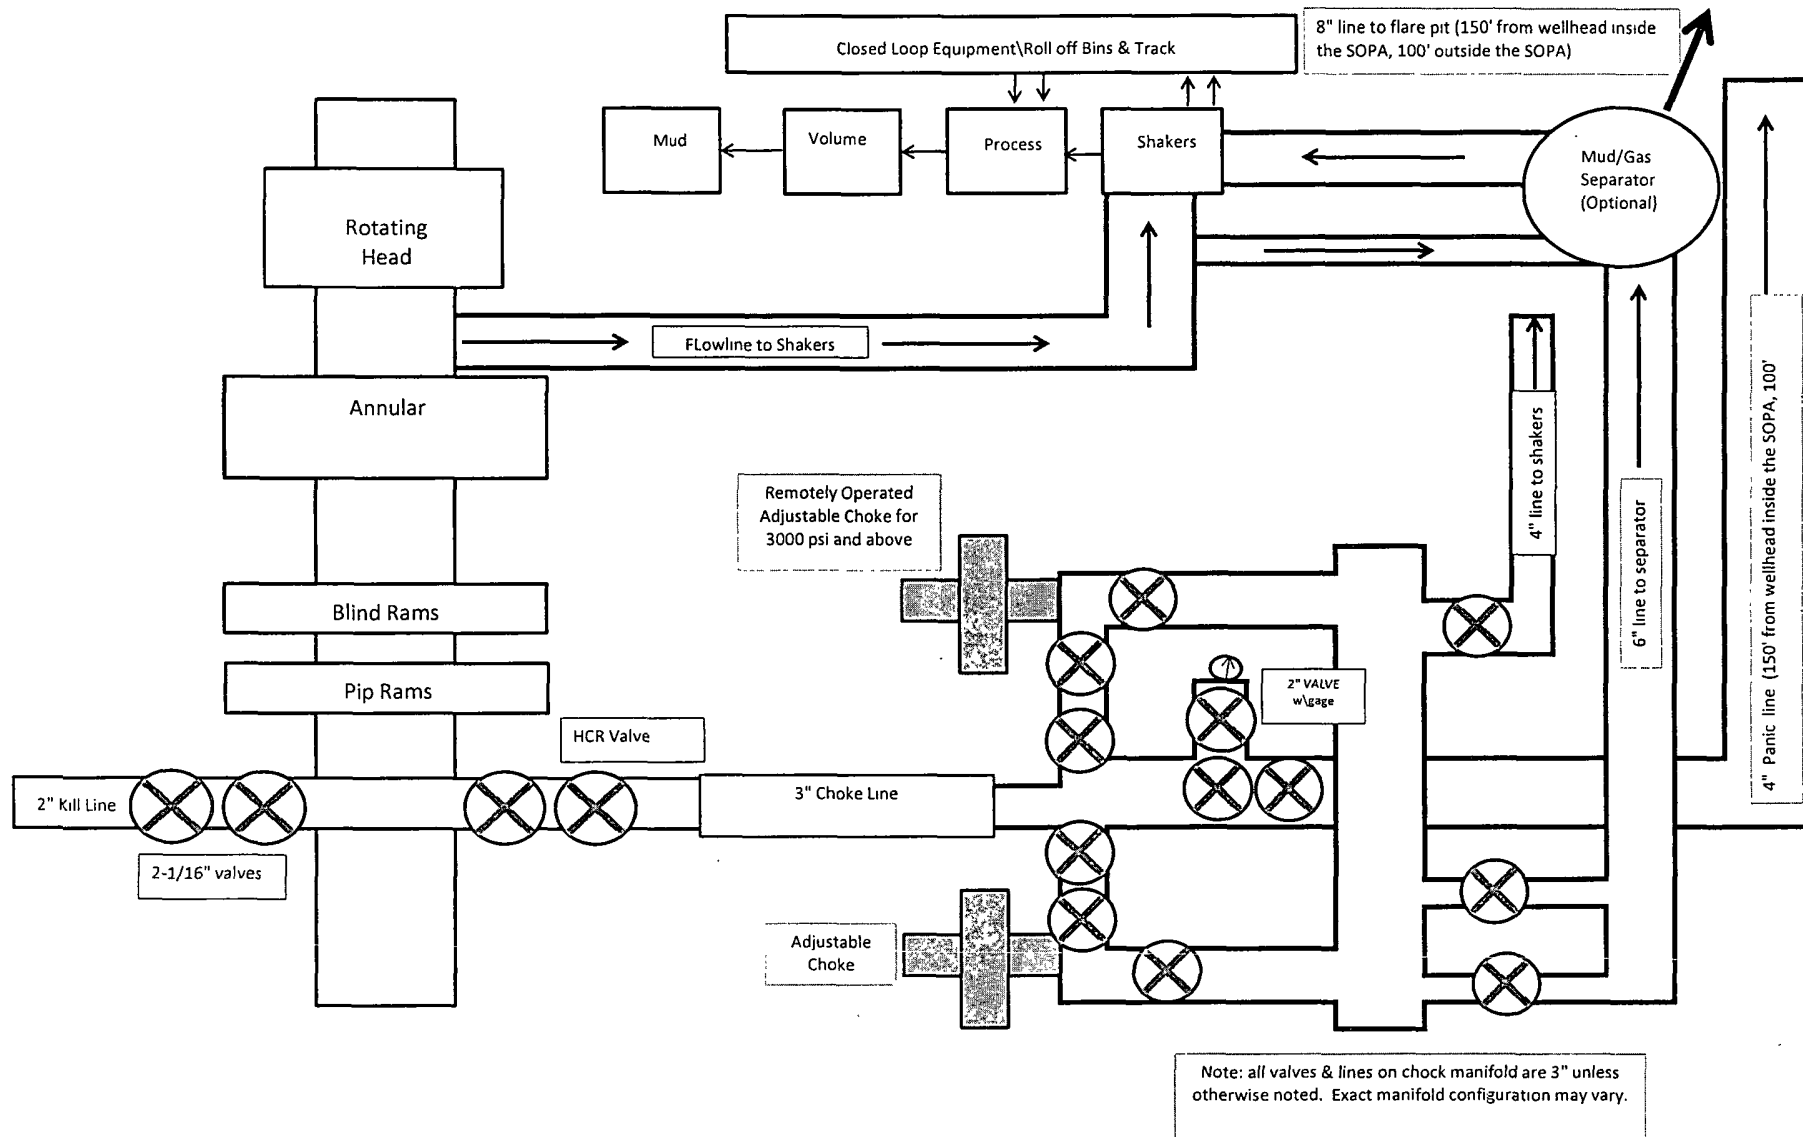 Closed Loop Equipment\Roll off Bins & Track
8" line to flare pit (150' from wellhead inside
the SOPA, 100' outside the SOPA)
Mud
Volume
Process
Shakers
Mud/Gas
Separator
(Optional)
Rotating
Head
FLowline to Shakers
Annular
Remotely Operated
Adjustable Choke for
3000 psi and above
4" line to shakers
6" line to separator
4" Panic line (150' from wellhead inside the SOPA, 100'
Blind Rams
Pip Rams
2" VALVE
w\gage
HCR Valve
2" Kill Line
3" Choke Line
2-1/16" valves
Adjustable
Choke
Note: all valves & lines on chock manifold are 3" unless
otherwise noted. Exact manifold configuration may vary.